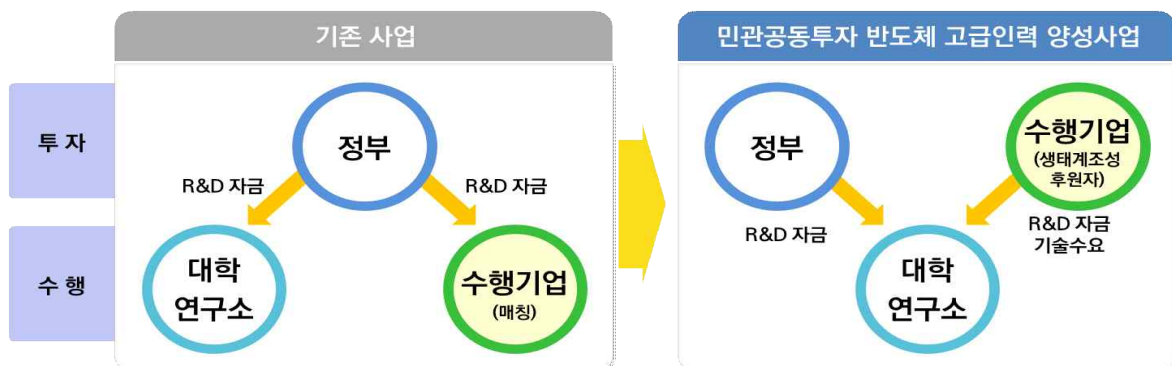 기존 사업
민관공동투자 반도체 고급인력 양성사업
투 자
정부
R&D 자금
R&D 자금
정부
수행기업
(생태계조성
후원자)
R&D 자금
R&D 자금
기술수요
수 행
대학
연구소
수행기업
(매칭)
대학
연구소